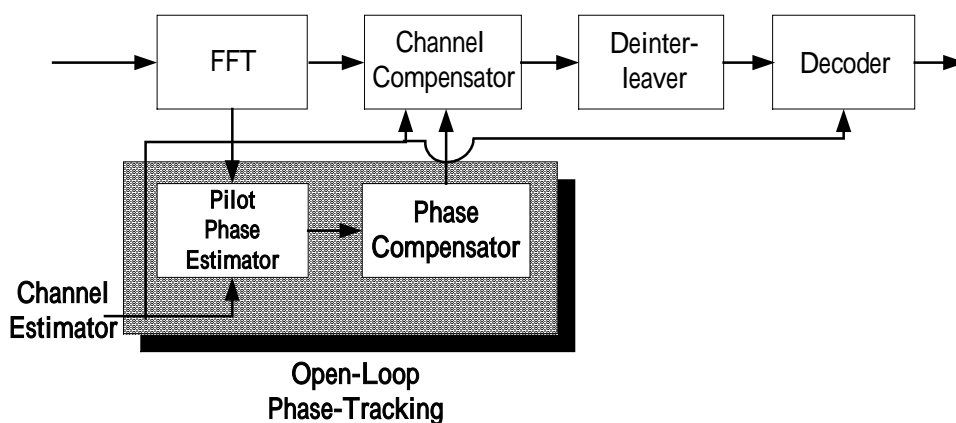 FFT
Channel
Compensator
Deinter-
leaver
Decoder
Pilot
Phase
Estimator
Phase
Compensator
Channel
Estimator
Open-Loop
Phase-Tracking